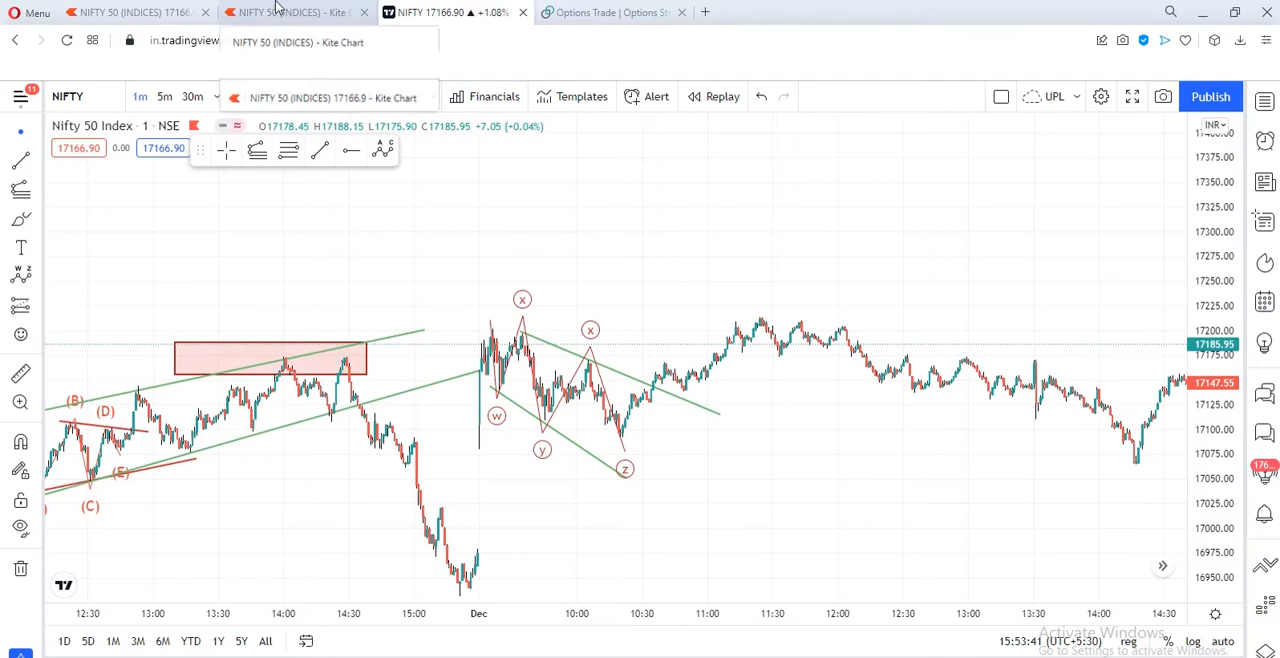 Menu
NIFTY 50 (INDICES) 17166.
NIFTY 50 (INDICES) - Kite C
NIFTY 17166.90 ▲ +1.08%
Options Trade | Options St
in.tradingview.
NIFTY 50 (INDICES) - Kite Chart
11
NIFTY
1m
5m
30m
NIFTY 50 (INDICES) 17166.9 - Kite Chart
Financials
Templates
Alert
Replay
UPL
Publish
Nifty 50 Index · 1 · NSE
O17178.45 H17188.15 L17175.90 C17185.95 +7.05 (+0.04%)
INR
17166.90
0.00
17166.90
17375.00
17350.00
17325.00
17300.00
17275.00
17250.00
17225.00
17200.00
17185.95
17175.00
17147.55
17125.00
17100.00
17075.00
17050.00
17025.00
17000.00
16975.00
16950.00
(B)
(D)
(E)
(C)
x
x
w
y
z
176...
12:30
13:00
13:30
14:00
14:30
15:00
Dec
10:00
10:30
11:00
11:30
12:00
12:30
13:00
13:30
14:00
14:30
1D
5D
1M
3M
6M
YTD
1Y
5Y
All
15:53:41 (UTC+5:30)
reg
%
log
auto
Activate Windows
Go to Settings to activate Windows.